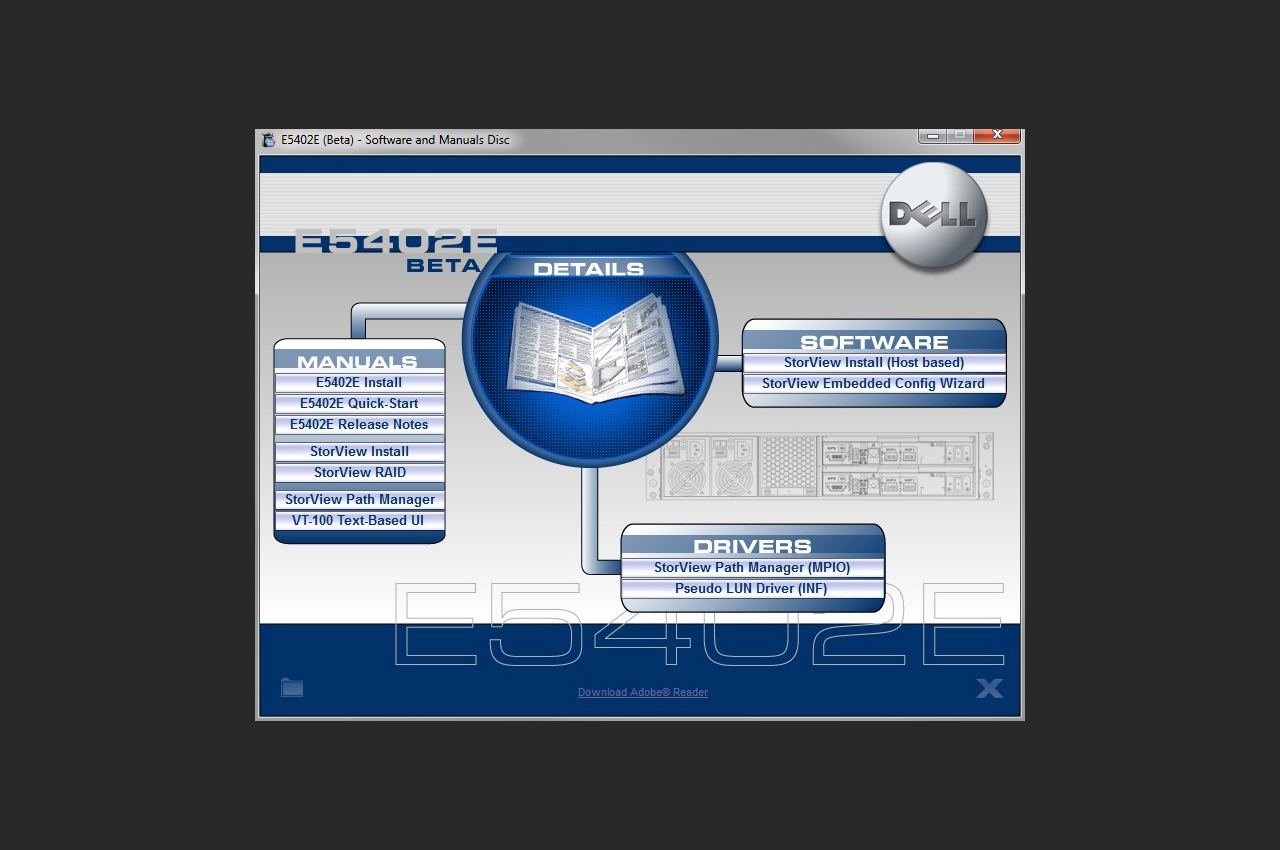 E5402E (Beta) - Software and Manuals Disc
DELL
E5402E
BETA
DETAILS
MANUALS
E5402E Install
E5402E Quick-Start
E5402E Release Notes
StorView Install
StorView RAID
StorView Path Manager
VT-100 Text-Based UI
SOFTWARE
StorView Install (Host based)
StorView Embedded Config Wizard
DRIVERS
StorView Path Manager (MPIO)
Pseudo LUN Driver (INF)
E5402E
Download Adobe® Reader